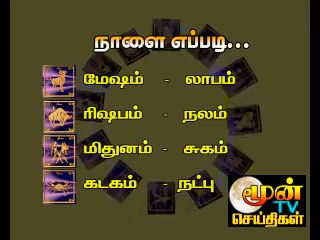 நாளை எப்படி...
மேஷம் - லாபம்
ரிஷபம் - நலம்
மிதுனம் - சுகம்
கடகம் - நட்பு
மூன்
TV
செய்திகள்